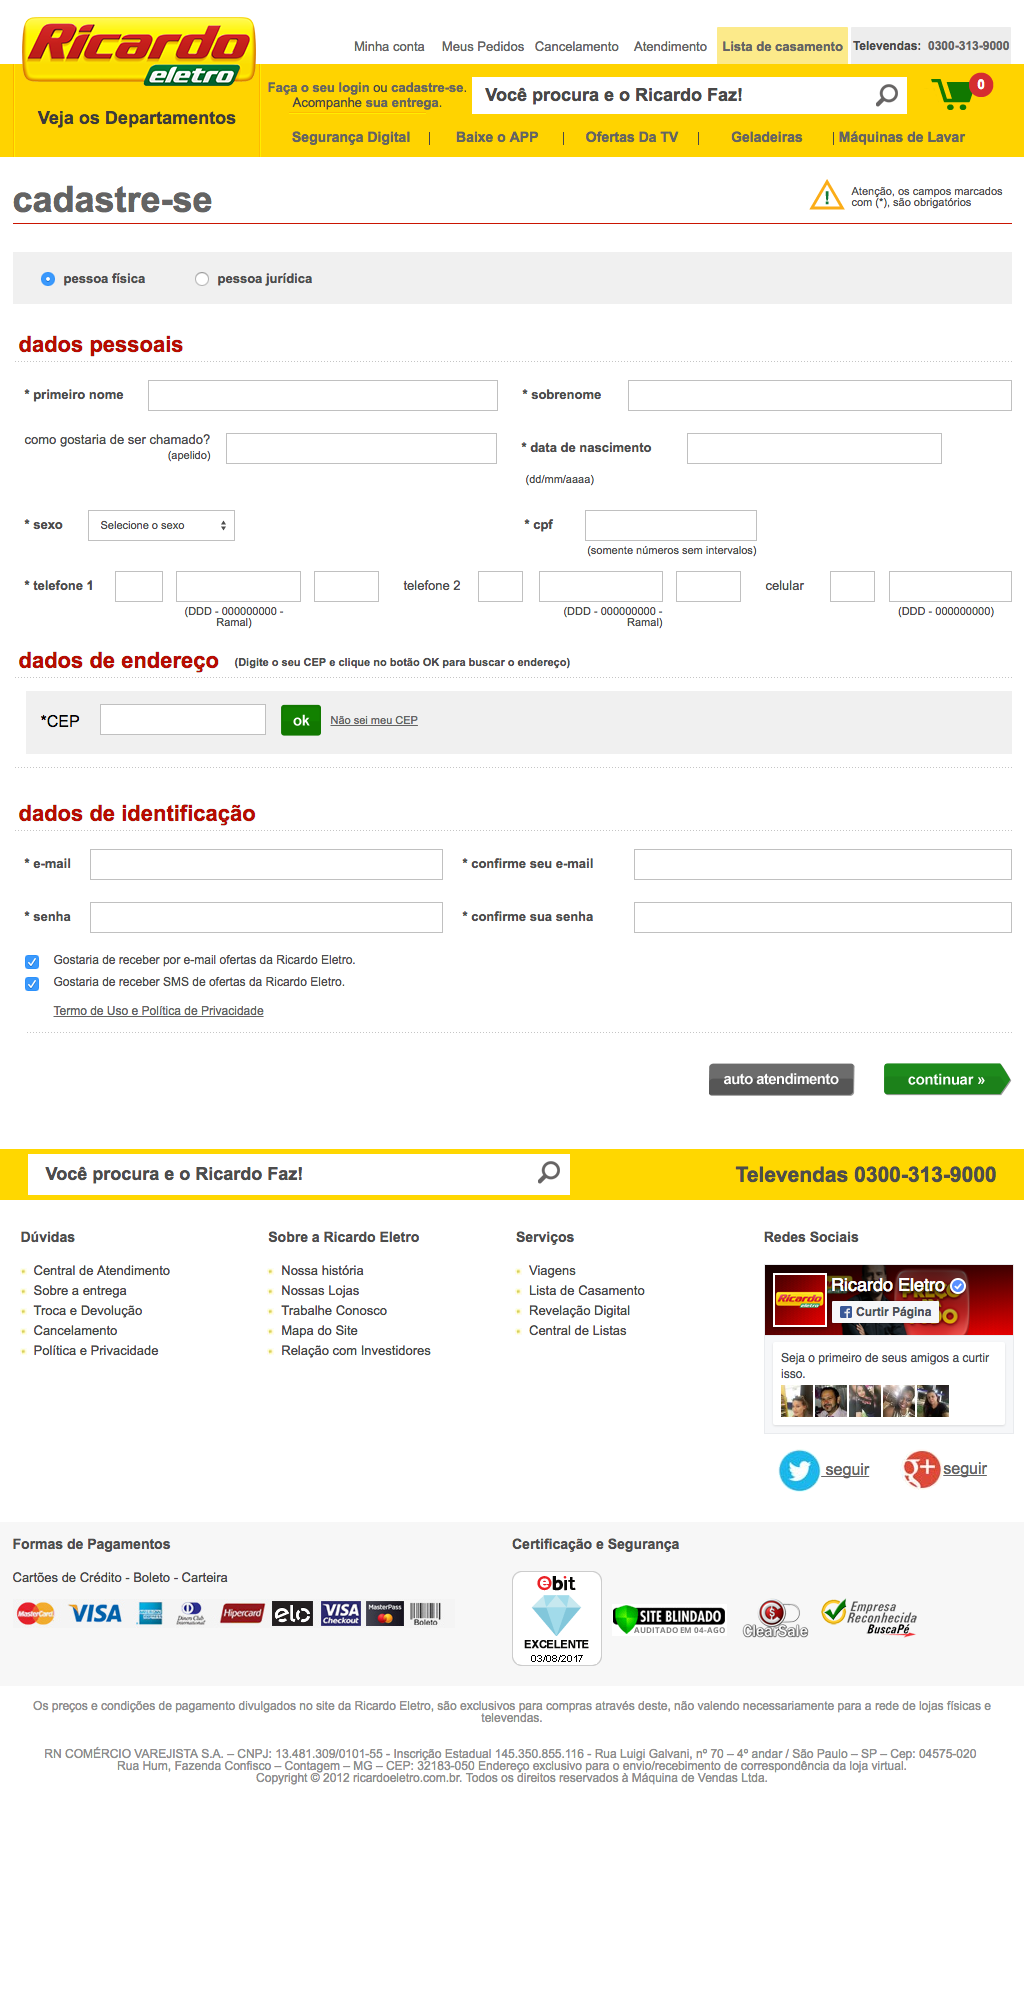 Ricardo
eletro
Minha conta Meus Pedidos Cancelamento Atendimento Lista de casamento Televendas: 0300-313-9000
Veja os Departamentos
Faça o seu login ou cadastre-se.
Acompanhe sua entrega.
Você procura e o Ricardo Faz!
0
Segurança Digital | Baixe o APP | Ofertas Da TV | Geladeiras | Máquinas de Lavar
cadastre-se
Atenção, os campos marcados
com (*), são obrigatórios
pessoa física pessoa jurídica
dados pessoais
* primeiro nome * sobrenome
como gostaria de ser chamado?
(apelido)
* data de nascimento
(dd/mm/aaaa)
* sexo Selecione o sexo * cpf
(somente números sem intervalos)
* telefone 1 telefone 2 celular
(DDD - 000000000 -
Ramal)
(DDD - 000000000 -
Ramal)
(DDD - 000000000)
dados de endereço (Digite o seu CEP e clique no botão OK para buscar o endereço)
*CEP ok Não sei meu CEP
dados de identificação
* e-mail * confirme seu e-mail
* senha * confirme sua senha
Gostaria de receber por e-mail ofertas da Ricardo Eletro.
Gostaria de receber SMS de ofertas da Ricardo Eletro.
Termo de Uso e Política de Privacidade
auto atendimento continuar »
Você procura e o Ricardo Faz! Televendas 0300-313-9000
Dúvidas
Central de Atendimento
Sobre a entrega
Troca e Devolução
Cancelamento
Política e Privacidade
Sobre a Ricardo Eletro
Nossa história
Nossas Lojas
Trabalhe Conosco
Mapa do Site
Relação com Investidores
Serviços
Viagens
Lista de Casamento
Revelação Digital
Central de Listas
Redes Sociais
Ricardo
eletro
Ricardo Eletro
Curtir Página
Seja o primeiro de seus amigos a curtir
isso.
seguir g+ seguir
Formas de Pagamentos
Cartões de Crédito - Boleto - Carteira
MasterCard VISA Diners Club International Hipercard elo VISA Checkout MasterPass Boleto
Certificação e Segurança
ebit
EXCELENTE
03/08/2017
SITE BLINDADO
AUDITADO EM 04-AGO
ClearSale
Empresa
Reconhecida
BuscaPé
Os preços e condições de pagamento divulgados no site da Ricardo Eletro, são exclusivos para compras através deste, não valendo necessariamente para a rede de lojas físicas e
televendas.
RN COMÉRCIO VAREJISTA S.A. – CNPJ: 13.481.309/0101-55 - Inscrição Estadual 145.350.855.116 - Rua Luigi Galvani, nº 70 – 4º andar / São Paulo – SP – Cep: 04575-020
Rua Hum, Fazenda Confisco – Contagem – MG – CEP: 32183-050 Endereço exclusivo para o envio/recebimento de correspondência da loja virtual.
Copyright © 2012 ricardoeletro.com.br. Todos os direitos reservados à Máquina de Vendas Ltda.